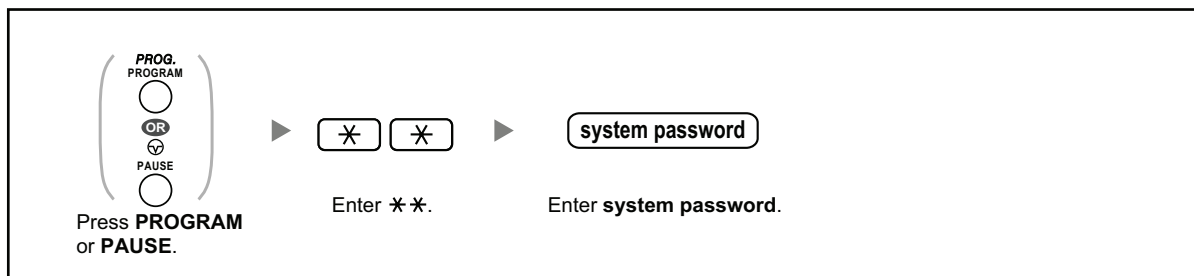 PROG.
PROGRAM
OR
PAUSE
Press PROGRAM
or PAUSE.
* *
Enter **.
system password
Enter system password.